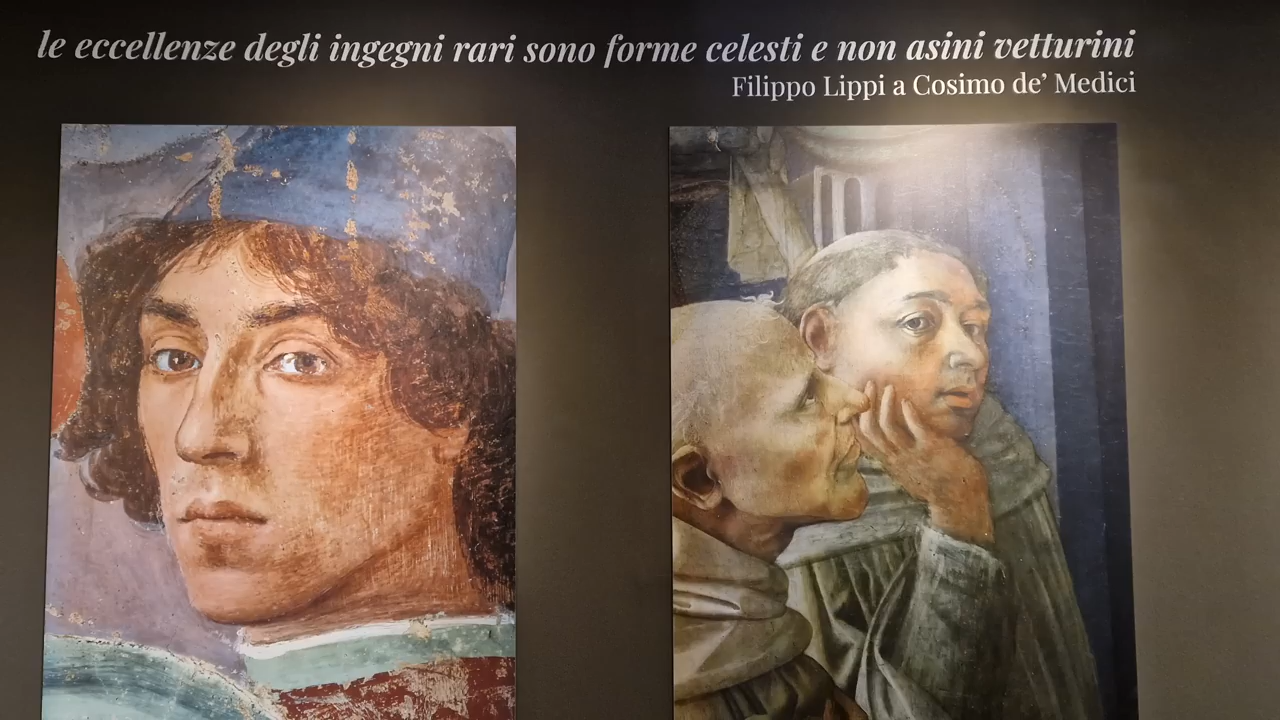 le eccellenze degli ingegni rari sono forme celesti e non asini vetturini
Filippo Lippi a Cosimo de’ Medici